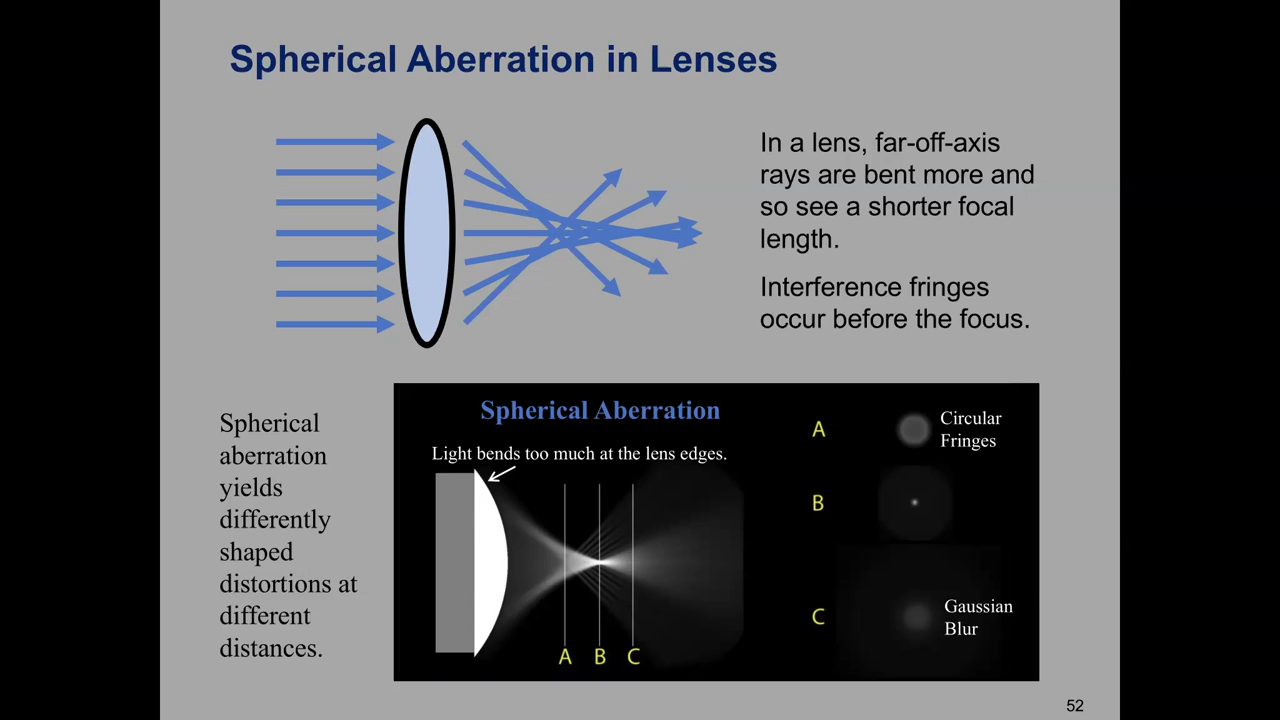 Spherical Aberration in Lenses
In a lens, far-off-axis
rays are bent more and
so see a shorter focal
length.
Interference fringes
occur before the focus.
Spherical
aberration
yields
differently
shaped
distortions at
different
distances.
Spherical Aberration
Light bends too much at the lens edges.
A B C
A
Circular
Fringes
B
C
Gaussian
Blur
52